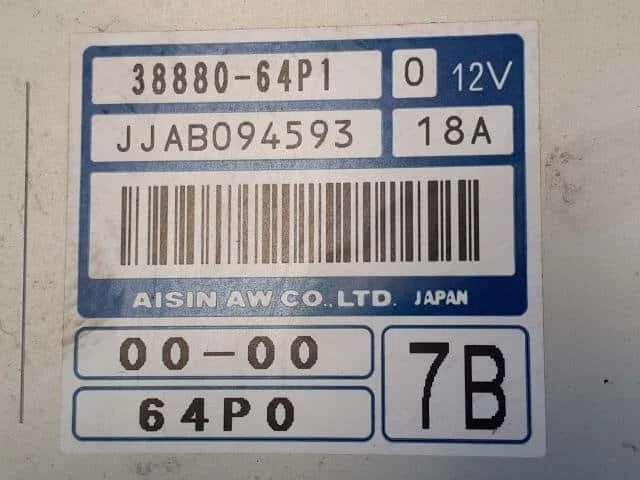 38880-64P1 0 12V
JJAB094593 18A
AISIN AW CO.,LTD. JAPAN
00-00
64P0 7B